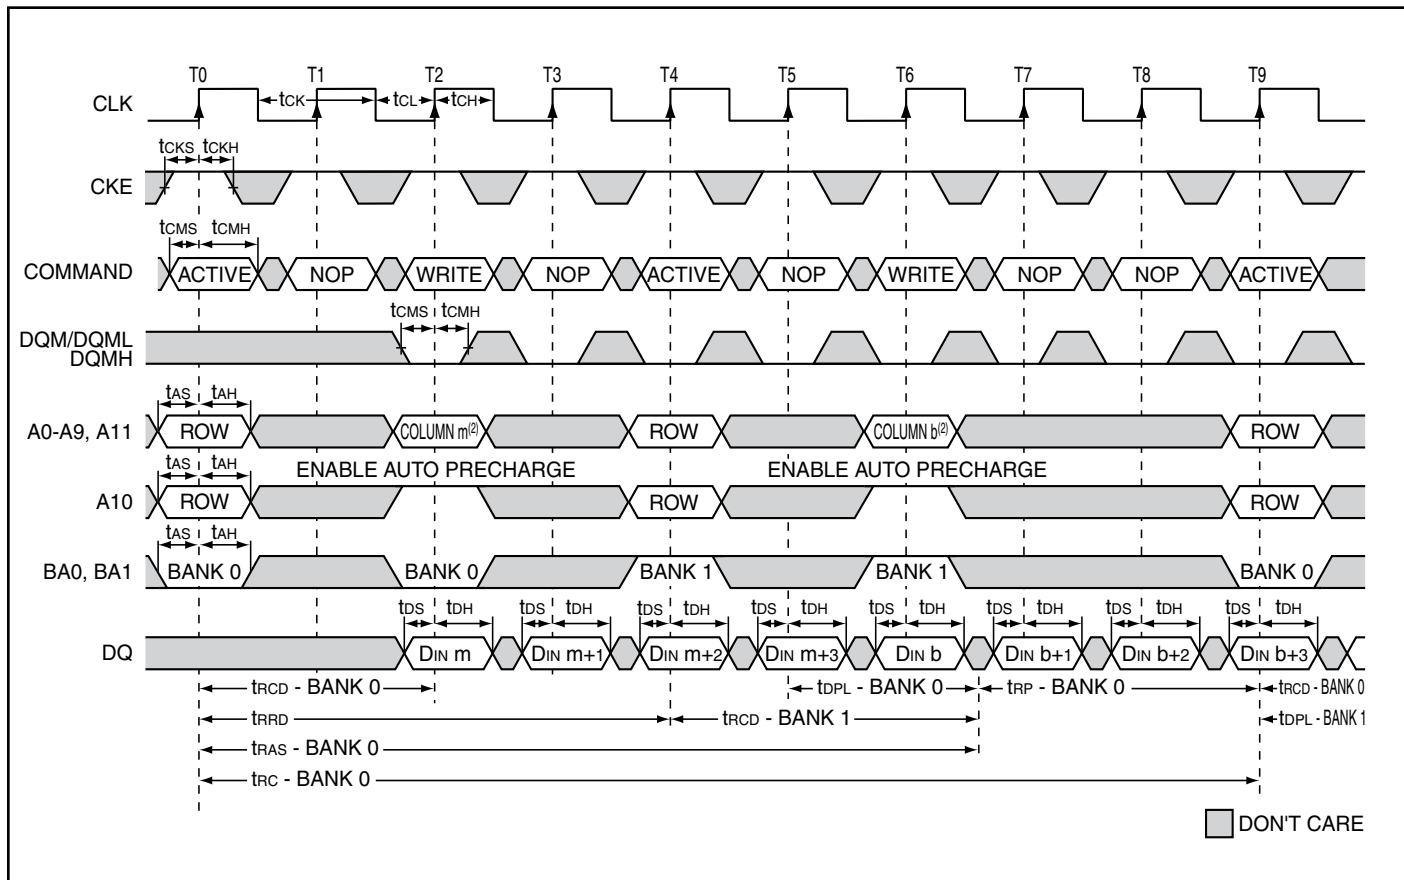 T0 T1 T2 T3 T4 T5 T6 T7 T8 T9
CLK tCK tCL tCH
tCKS tCKH
CKE
tCMS tCMH
COMMAND ACTIVE NOP WRITE NOP ACTIVE NOP WRITE NOP NOP ACTIVE
tCMS tCMH
DQM/DQML
DQMH
tAS tAH
A0-A9, A11 ROW COLUMN m(2) ROW COLUMN b(2) ROW
tAS tAH ENABLE AUTO PRECHARGE ENABLE AUTO PRECHARGE
A10 ROW ROW ROW
tAS tAH
BA0, BA1 BANK 0 BANK 0 BANK 1 BANK 1 BANK 0
tDS tDH tDS tDH tDS tDH tDS tDH tDS tDH tDS tDH tDS tDH tDS tDH
DQ DIN m DIN m+1 DIN m+2 DIN m+3 DIN b DIN b+1 DIN b+2 DIN b+3
tRCD - BANK 0 tDPL - BANK 0 tRP - BANK 0 tRCD - BANK 0
tRRD tRCD - BANK 1 tDPL - BANK 1
tRAS - BANK 0
tRC - BANK 0
DON'T CARE